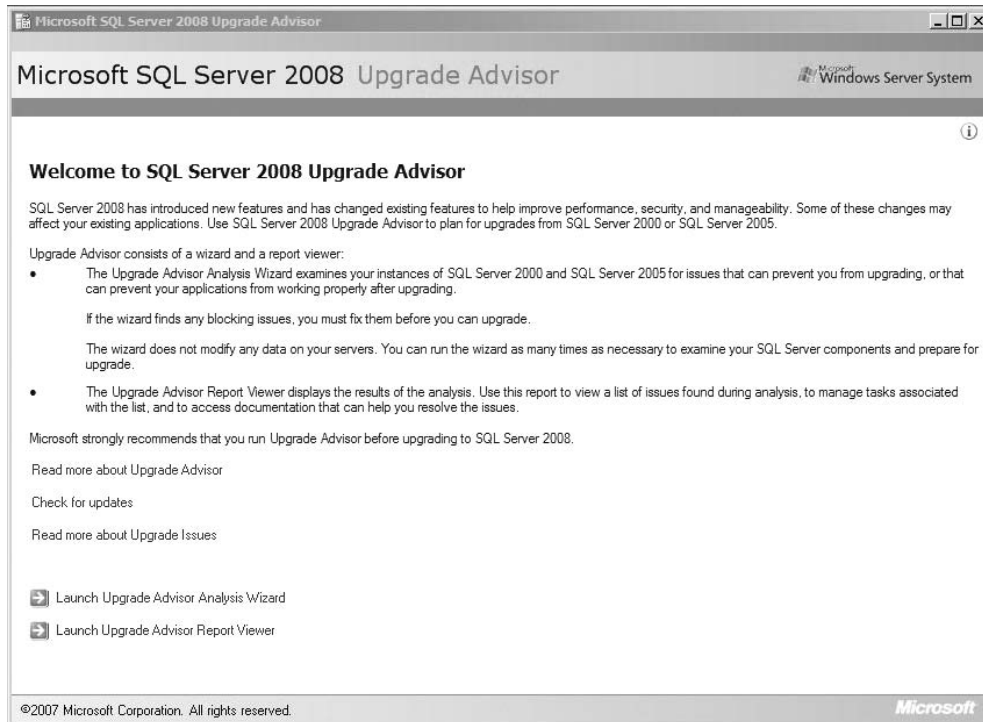 Microsoft SQL Server 2008 Upgrade Advisor
Microsoft SQL Server 2008 Upgrade Advisor
Microsoft
Windows Server System
Welcome to SQL Server 2008 Upgrade Advisor
SQL Server 2008 has introduced new features and has changed existing features to help improve performance, security, and manageability. Some of these changes may
affect your existing applications. Use SQL Server 2008 Upgrade Advisor to plan for upgrades from SQL Server 2000 or SQL Server 2005.
Upgrade Advisor consists of a wizard and a report viewer:
• The Upgrade Advisor Analysis Wizard examines your instances of SQL Server 2000 and SQL Server 2005 for issues that can prevent you from upgrading, or that
can prevent your applications from working properly after upgrading.
If the wizard finds any blocking issues, you must fix them before you can upgrade.
The wizard does not modify any data on your servers. You can run the wizard as many times as necessary to examine your SQL Server components and prepare for
upgrade.
• The Upgrade Advisor Report Viewer displays the results of the analysis. Use this report to view a list of issues found during analysis, to manage tasks associated
with the list, and to access documentation that can help you resolve the issues.
Microsoft strongly recommends that you run Upgrade Advisor before upgrading to SQL Server 2008.
Read more about Upgrade Advisor
Check for updates
Read more about Upgrade Issues
Launch Upgrade Advisor Analysis Wizard
Launch Upgrade Advisor Report Viewer
©2007 Microsoft Corporation. All rights reserved.
Microsoft